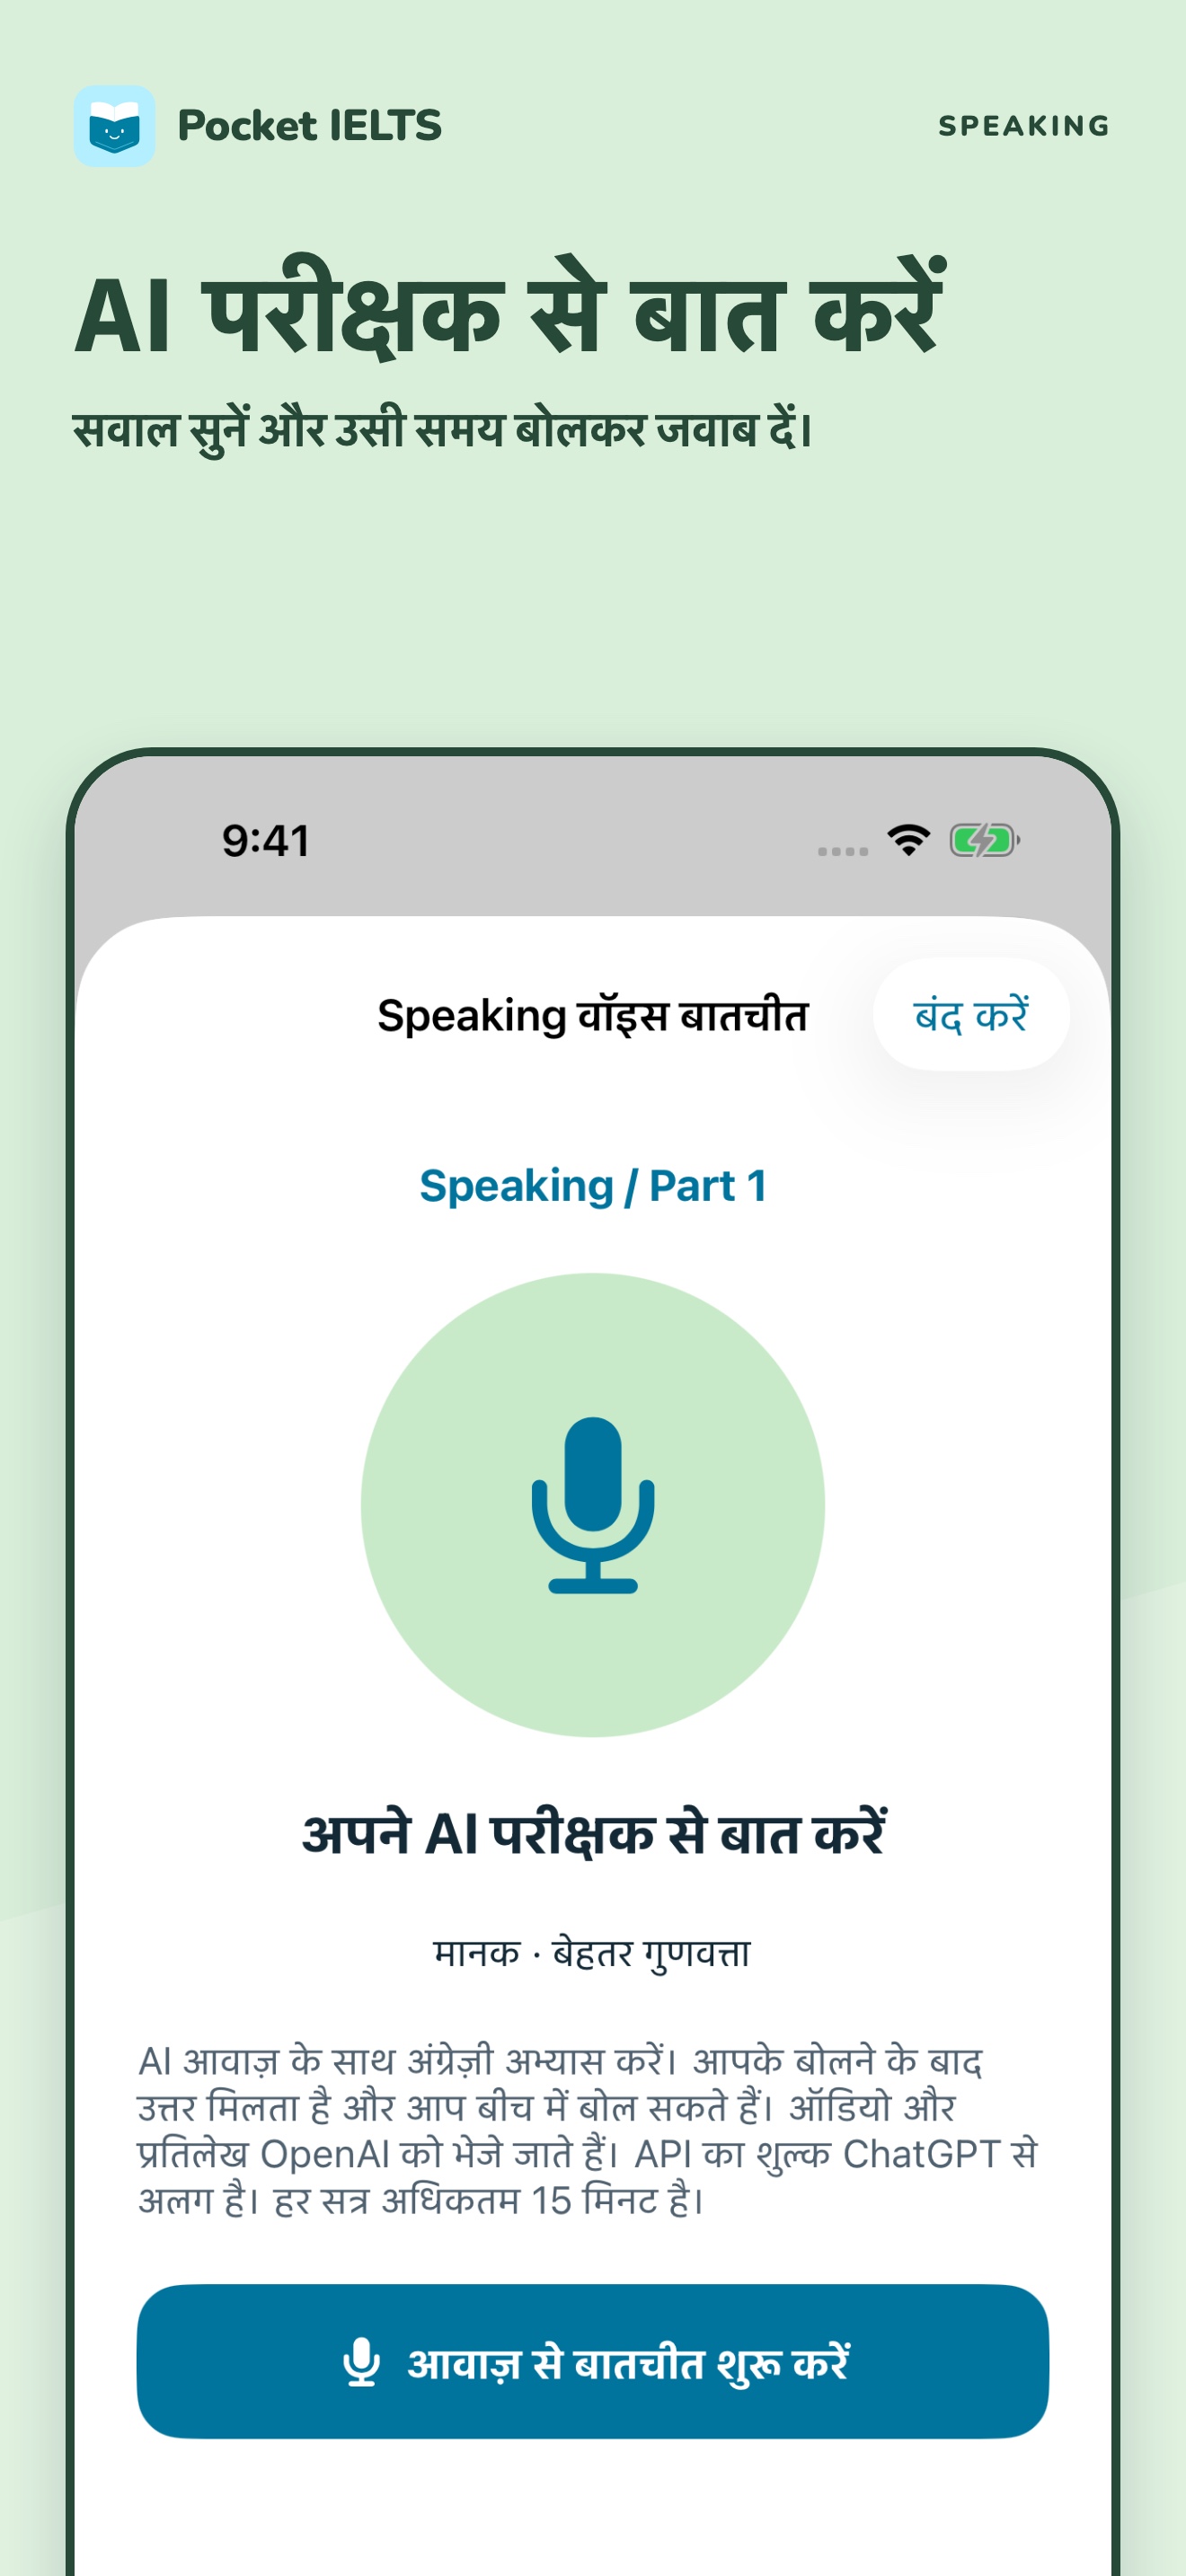 Pocket IELTS
SPEAKING
AI परीक्षक से बात करें
सवाल सुनें और उसी समय बोलकर जवाब दें।
9:41
Speaking वॉइस बातचीत
बंद करें
Speaking / Part 1
अपने AI परीक्षक से बात करें
मानक · बेहतर गुणवत्ता
AI आवाज़ के साथ अंग्रेज़ी अभ्यास करें। आपके बोलने के बाद
उत्तर मिलता है और आप बीच में बोल सकते हैं। ऑडियो और
प्रतिलेख OpenAI को भेजे जाते हैं। API का शुल्क ChatGPT से
अलग है। हर सत्र अधिकतम 15 मिनट है।
आवाज़ से बातचीत शुरू करें